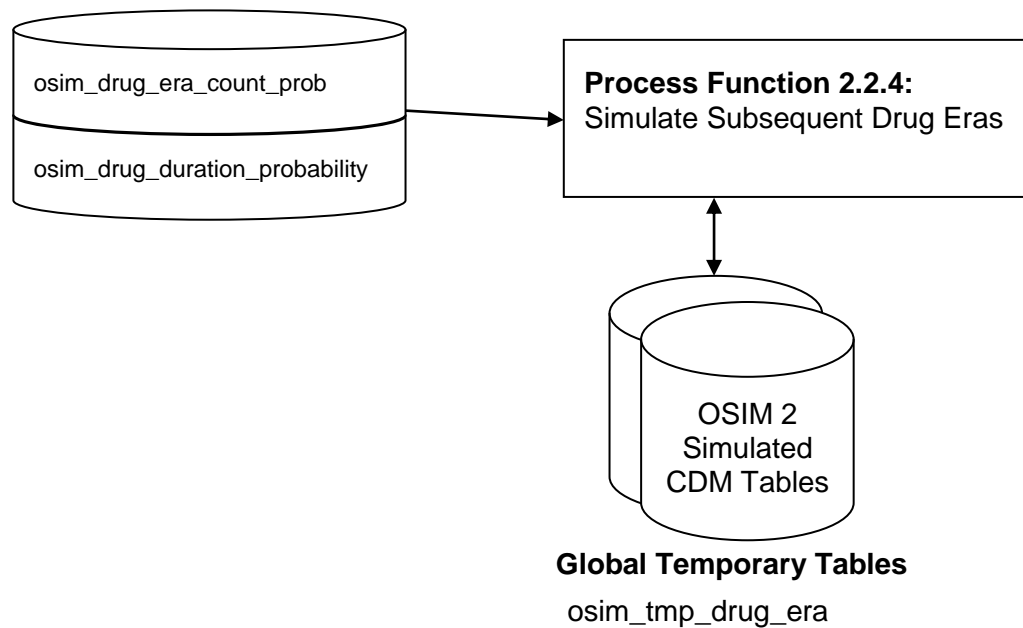 osim_drug_era_count_prob
osim_drug_duration_probability
Process Function 2.2.4:
Simulate Subsequent Drug Eras
OSIM 2
Simulated
CDM Tables
Global Temporary Tables
osim_tmp_drug_era